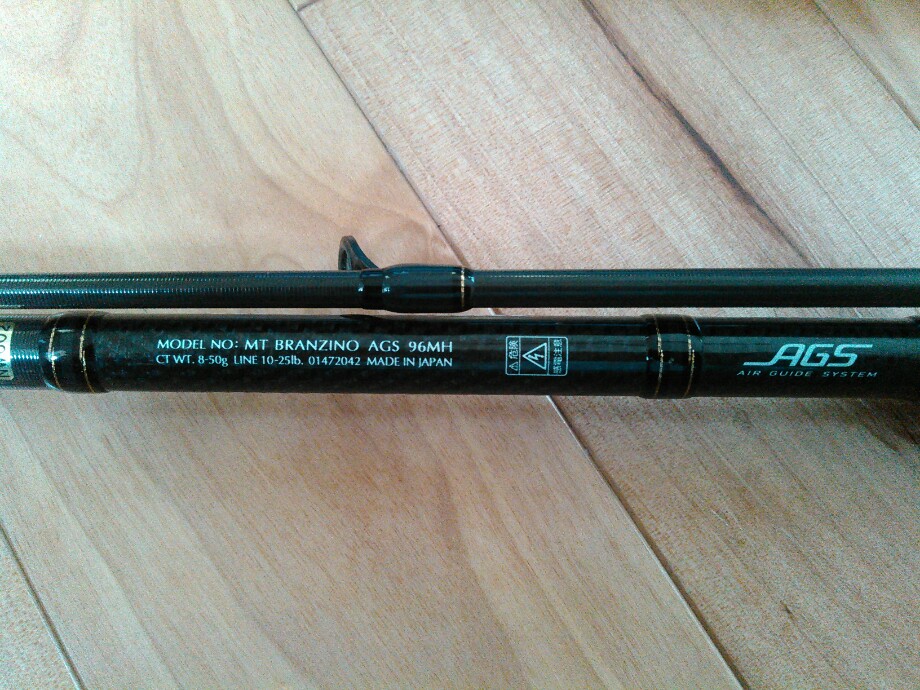 MODEL NO: MT BRANZINO AGS 96MH
CT WT. 8-50g LINE 10-25lb. 01472042 MADE IN JAPAN
危険
感電注意
AGS
AIR GUIDE SYSTEM